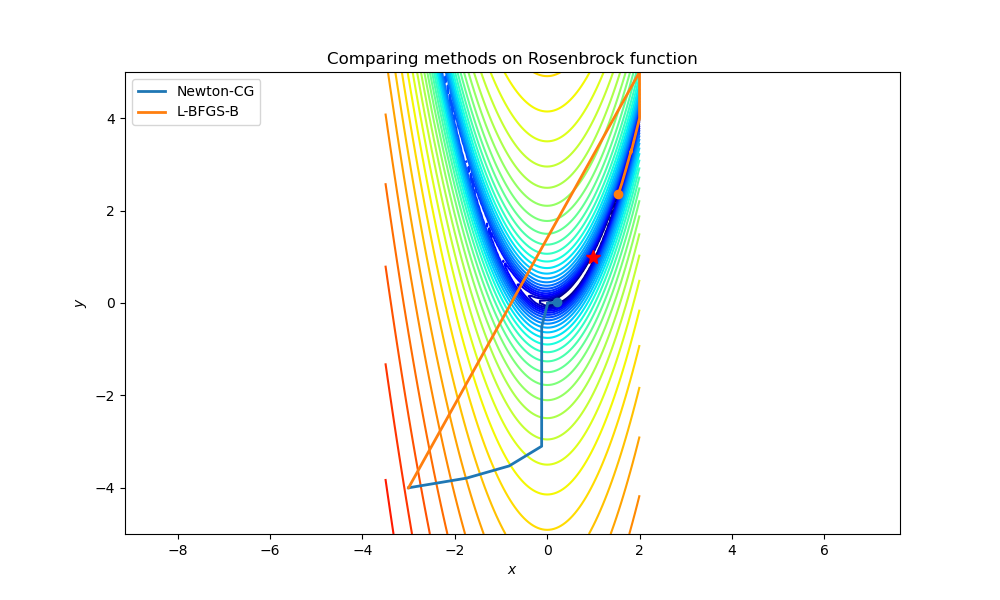 Comparing methods on Rosenbrock function
Newton-CG
L-BFGS-B
4
2
0
−2
−4
y
−8
−6
−4
−2
0
2
4
6
x